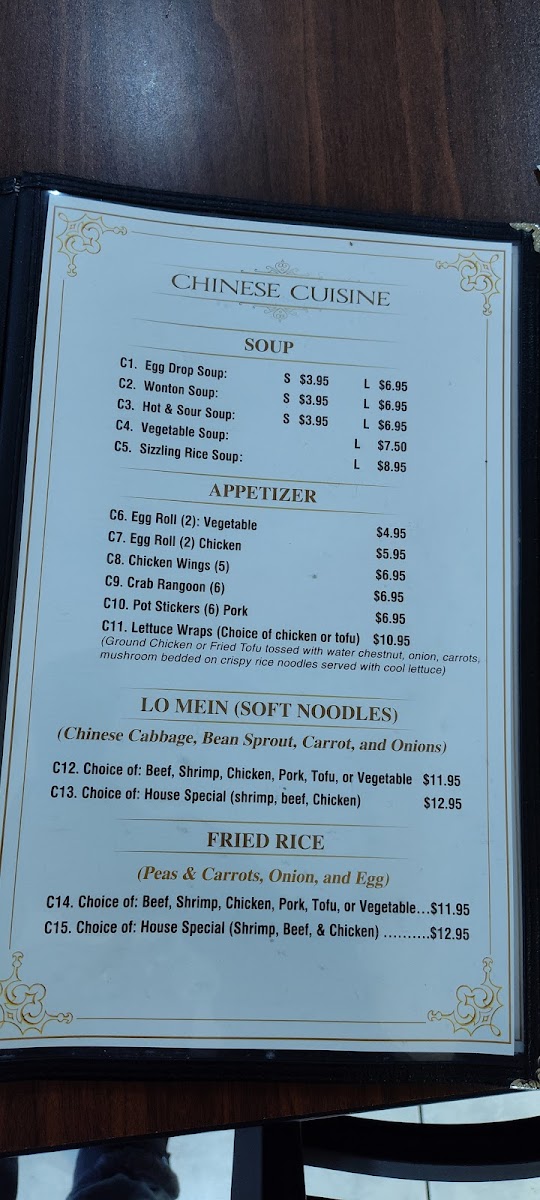 CHINESE CUISINE
SOUP
C1. Egg Drop Soup: S $3.95 L $6.95
C2. Wonton Soup: S $3.95 L $6.95
C3. Hot & Sour Soup: S $3.95 L $6.95
C4. Vegetable Soup: L $7.50
C5. Sizzling Rice Soup: L $8.95
APPETIZER
C6. Egg Roll (2): Vegetable $4.95
C7. Egg Roll (2) Chicken $5.95
C8. Chicken Wings (5) $6.95
C9. Crab Rangoon (6) $6.95
C10. Pot Stickers (6) Pork $6.95
C11. Lettuce Wraps (Choice of chicken or tofu) $10.95
(Ground Chicken or Fried Tofu tossed with water chestnut, onion, carrots,
mushroom bedded on crispy rice noodles served with cool lettuce)
LO MEIN (SOFT NOODLES)
(Chinese Cabbage, Bean Sprout, Carrot, and Onions)
C12. Choice of: Beef, Shrimp, Chicken, Pork, Tofu, or Vegetable $11.95
C13. Choice of: House Special (shrimp, beef, Chicken) $12.95
FRIED RICE
(Peas & Carrots, Onion, and Egg)
C14. Choice of: Beef, Shrimp, Chicken, Pork, Tofu, or Vegetable...$11.95
C15. Choice of: House Special (Shrimp, Beef, & Chicken) ..........$12.95